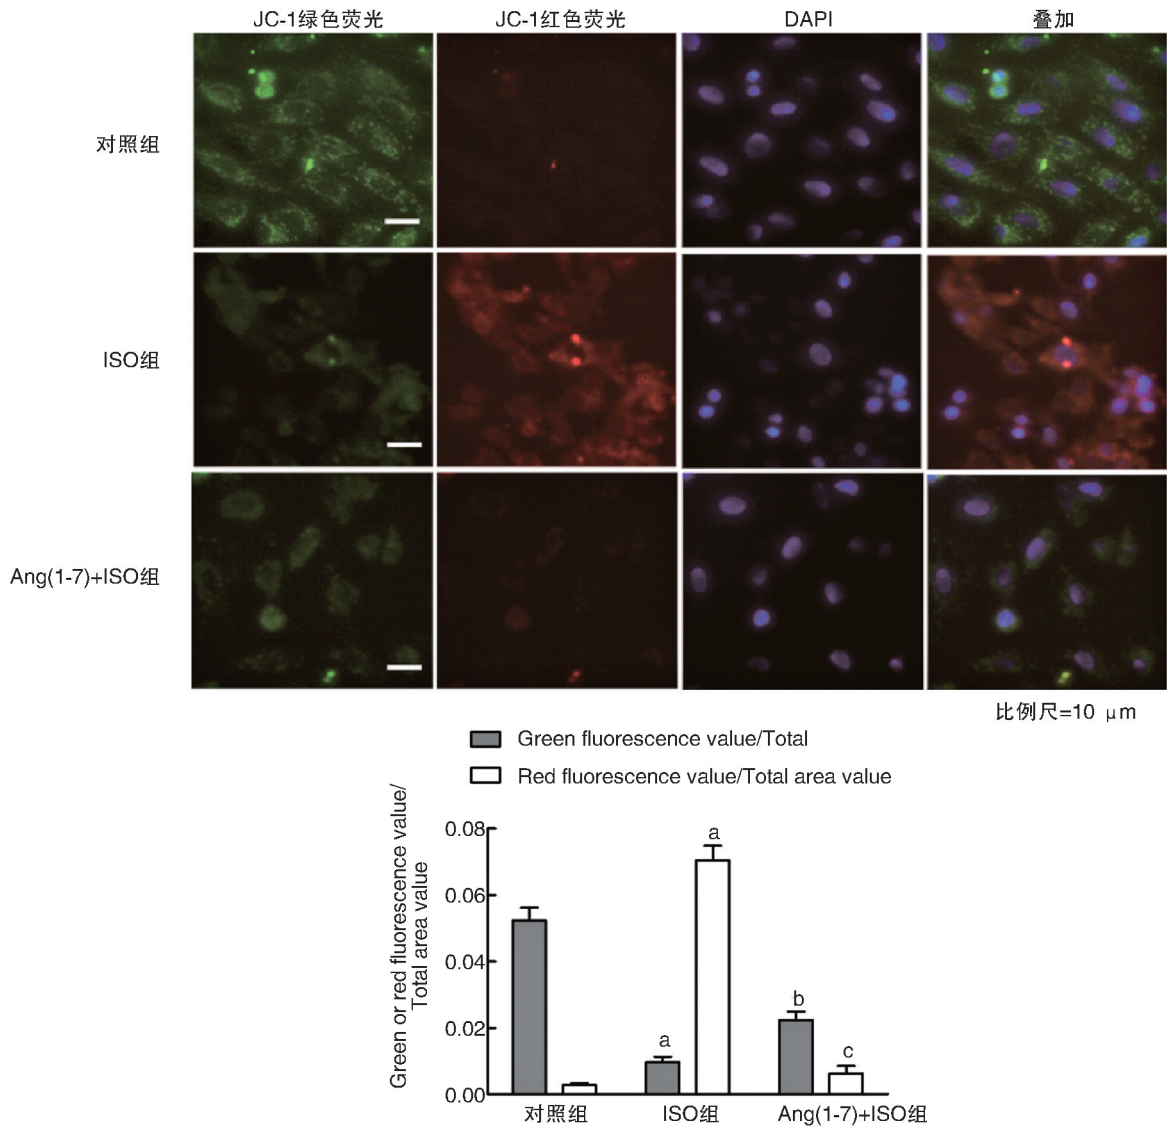 JC-1绿色荧光 JC-1红色荧光 DAPI 叠加
对照组
ISO组
Ang(1-7)+ISO组
比例尺=10 μm
Green fluorescence value/Total
Red fluorescence value/Total area value
Green or red fluorescence value/
Total area value
0.08
0.06
0.04
0.02
0.00
a
a
b
c
对照组 ISO组 Ang(1-7)+ISO组